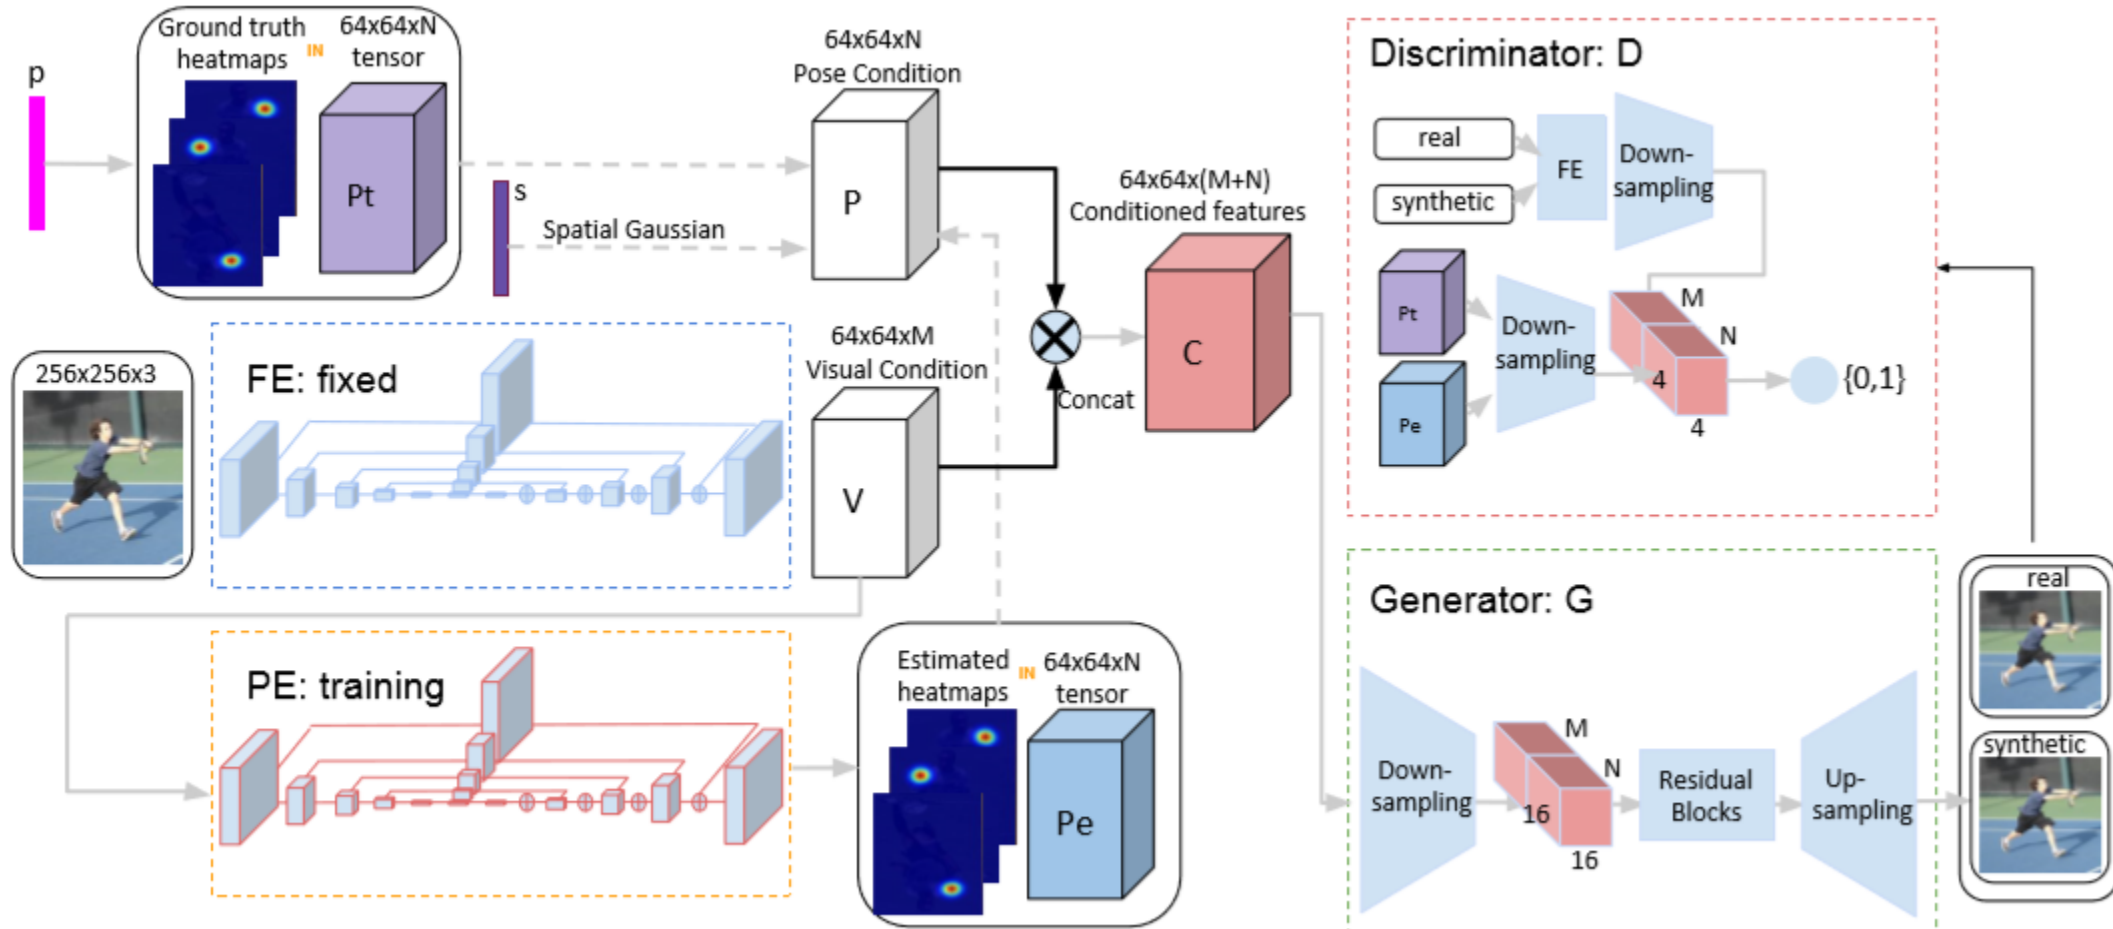 p
Ground truth
heatmaps
IN
64x64xN
tensor
Pt
s
Spatial Gaussian
64x64xN
Pose Condition
P
64x64xM
Visual Condition
V
Concat
64x64x(M+N)
Conditioned features
C
256x256x3
FE: fixed
PE: training
Estimated
heatmaps
IN
64x64xN
tensor
Pe
Discriminator: D
real
synthetic
FE
Down-
sampling
Pt
Pe
Down-
sampling
M
N
4
4
{0,1}
Generator: G
Down-
sampling
M
N
16
16
Residual
Blocks
Up-
sampling
real
synthetic